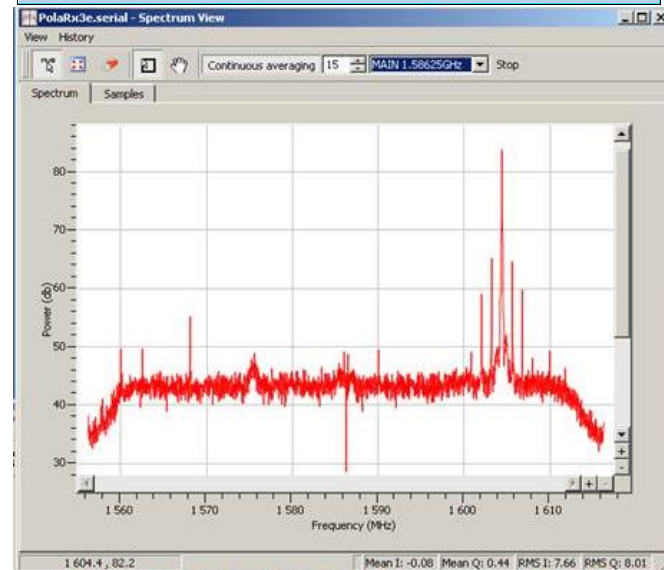 PolaRx3e.serial - Spectrum View
View History
Continuous averaging 15 MAIN 1.58625GHz Stop
Spectrum Samples
80
70
60
50
40
30
Power (db)
1 560 1 570 1 580 1 590 1 600 1 610
Frequency (MHz)
1 604.4 , 82.2 Mean I: -0.08 Mean Q: 0.44 RMS I: 7.66 RMS Q: 8.01